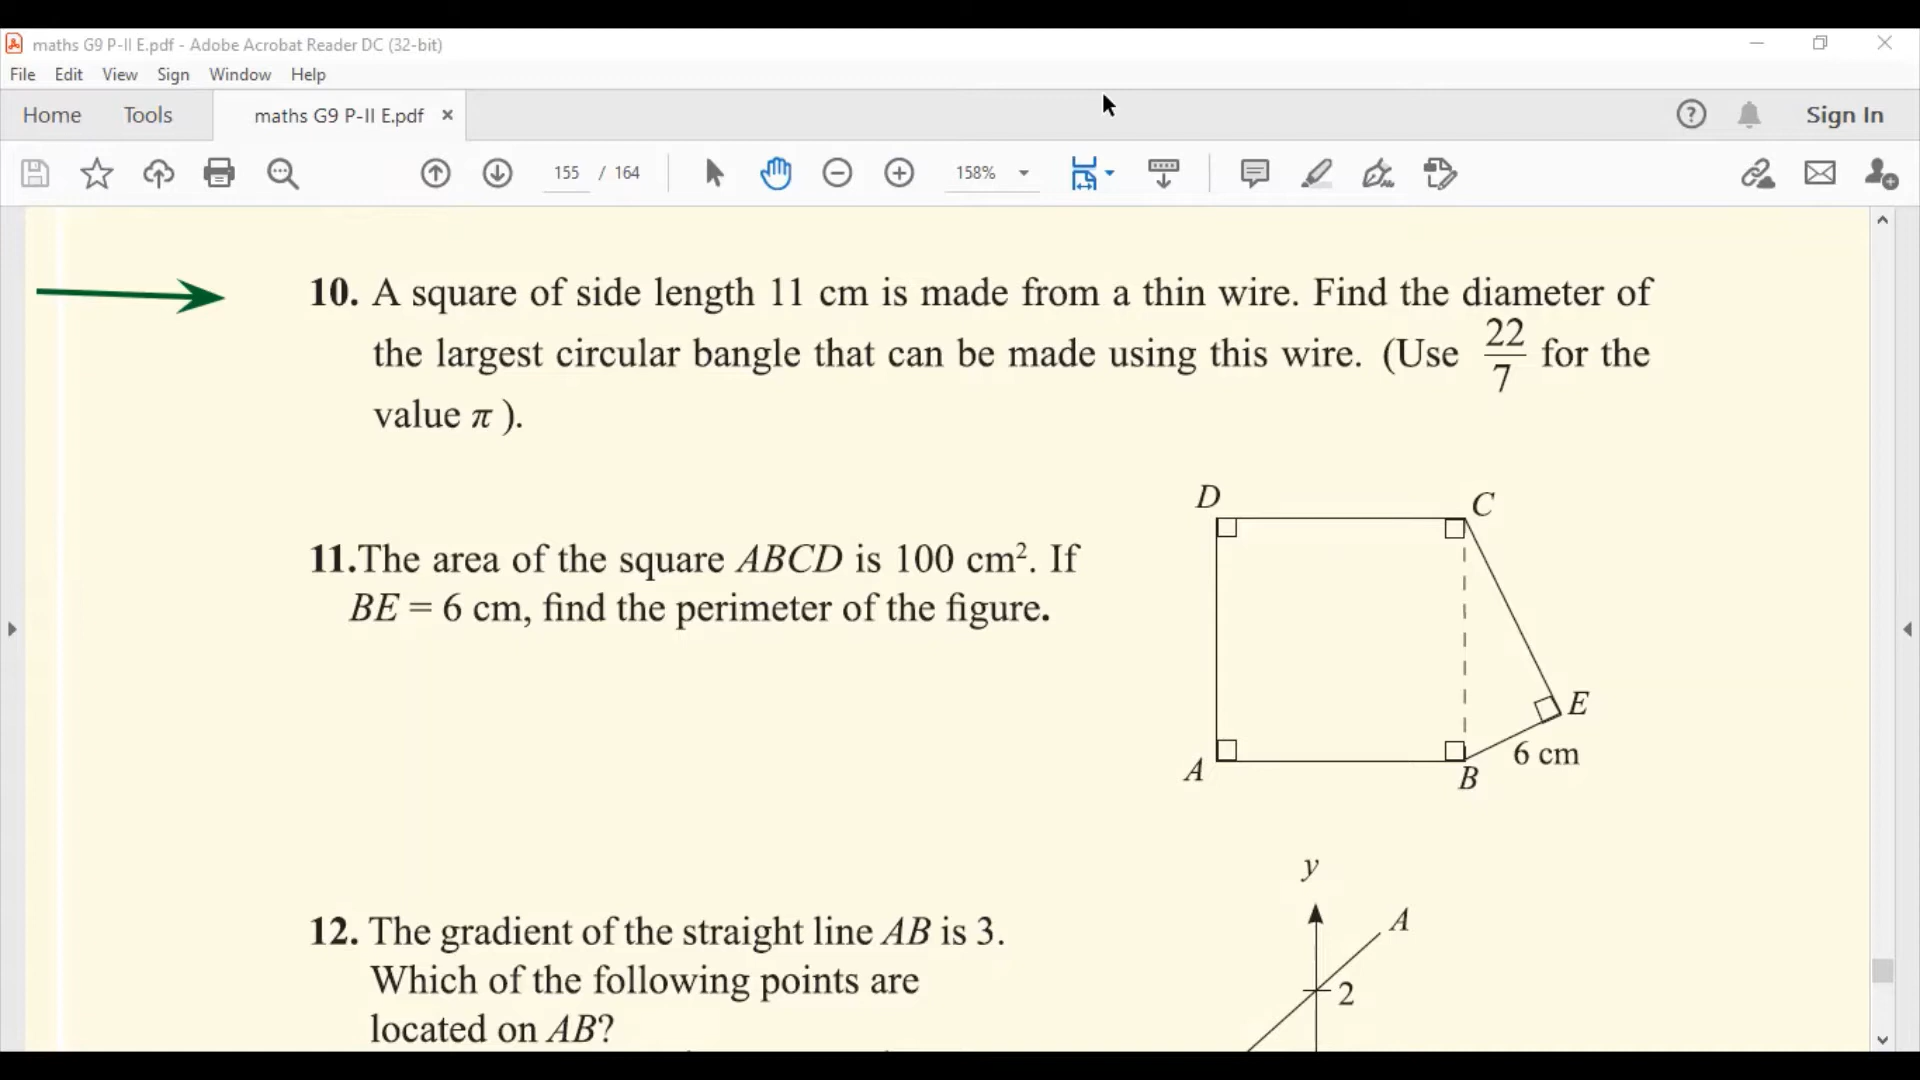 maths G9 P-II E.pdf - Adobe Acrobat Reader DC (32-bit)
File Edit View Sign Window Help
Home Tools maths G9 P-II E.pdf × Sign In
155 / 164 158%
10. A square of side length 11 cm is made from a thin wire. Find the diameter of
the largest circular bangle that can be made using this wire. (Use 22/7 for the
value π ).
D
C
11.The area of the square ABCD is 100 cm². If
BE = 6 cm, find the perimeter of the figure.
E
6 cm
A
B
y
A
12. The gradient of the straight line AB is 3.
Which of the following points are
2
located on AB?